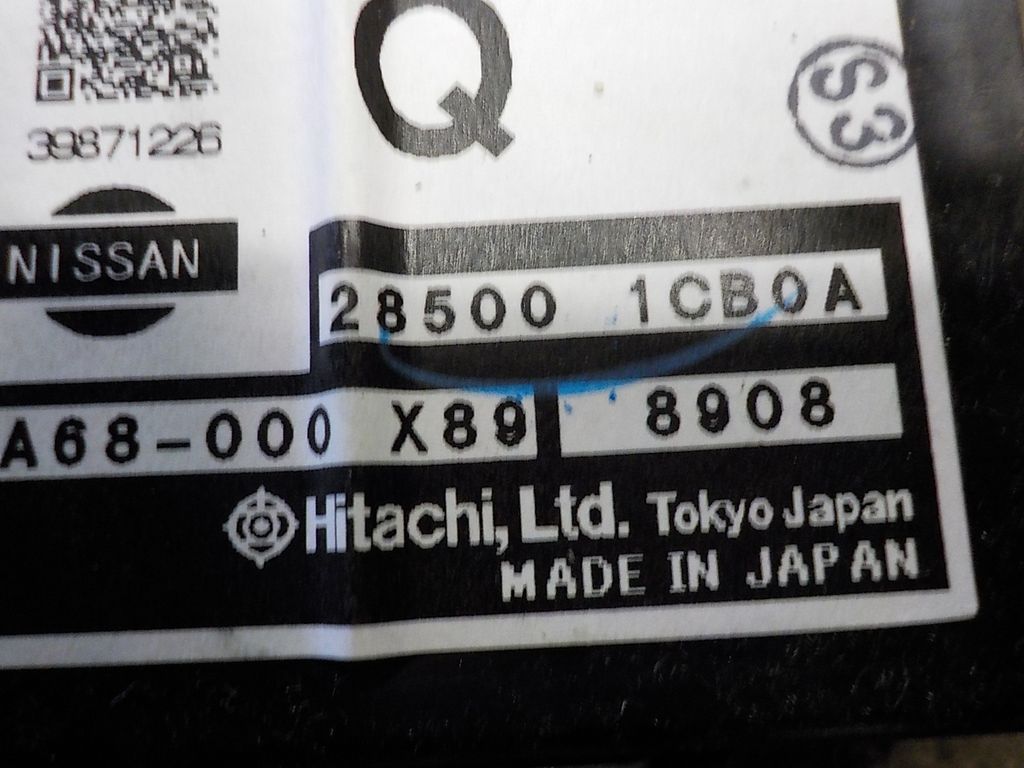 Q
S3
39871226
NISSAN
28500 1CB0A
A68-000 X89 8908
Hitachi, Ltd. Tokyo Japan
MADE IN JAPAN